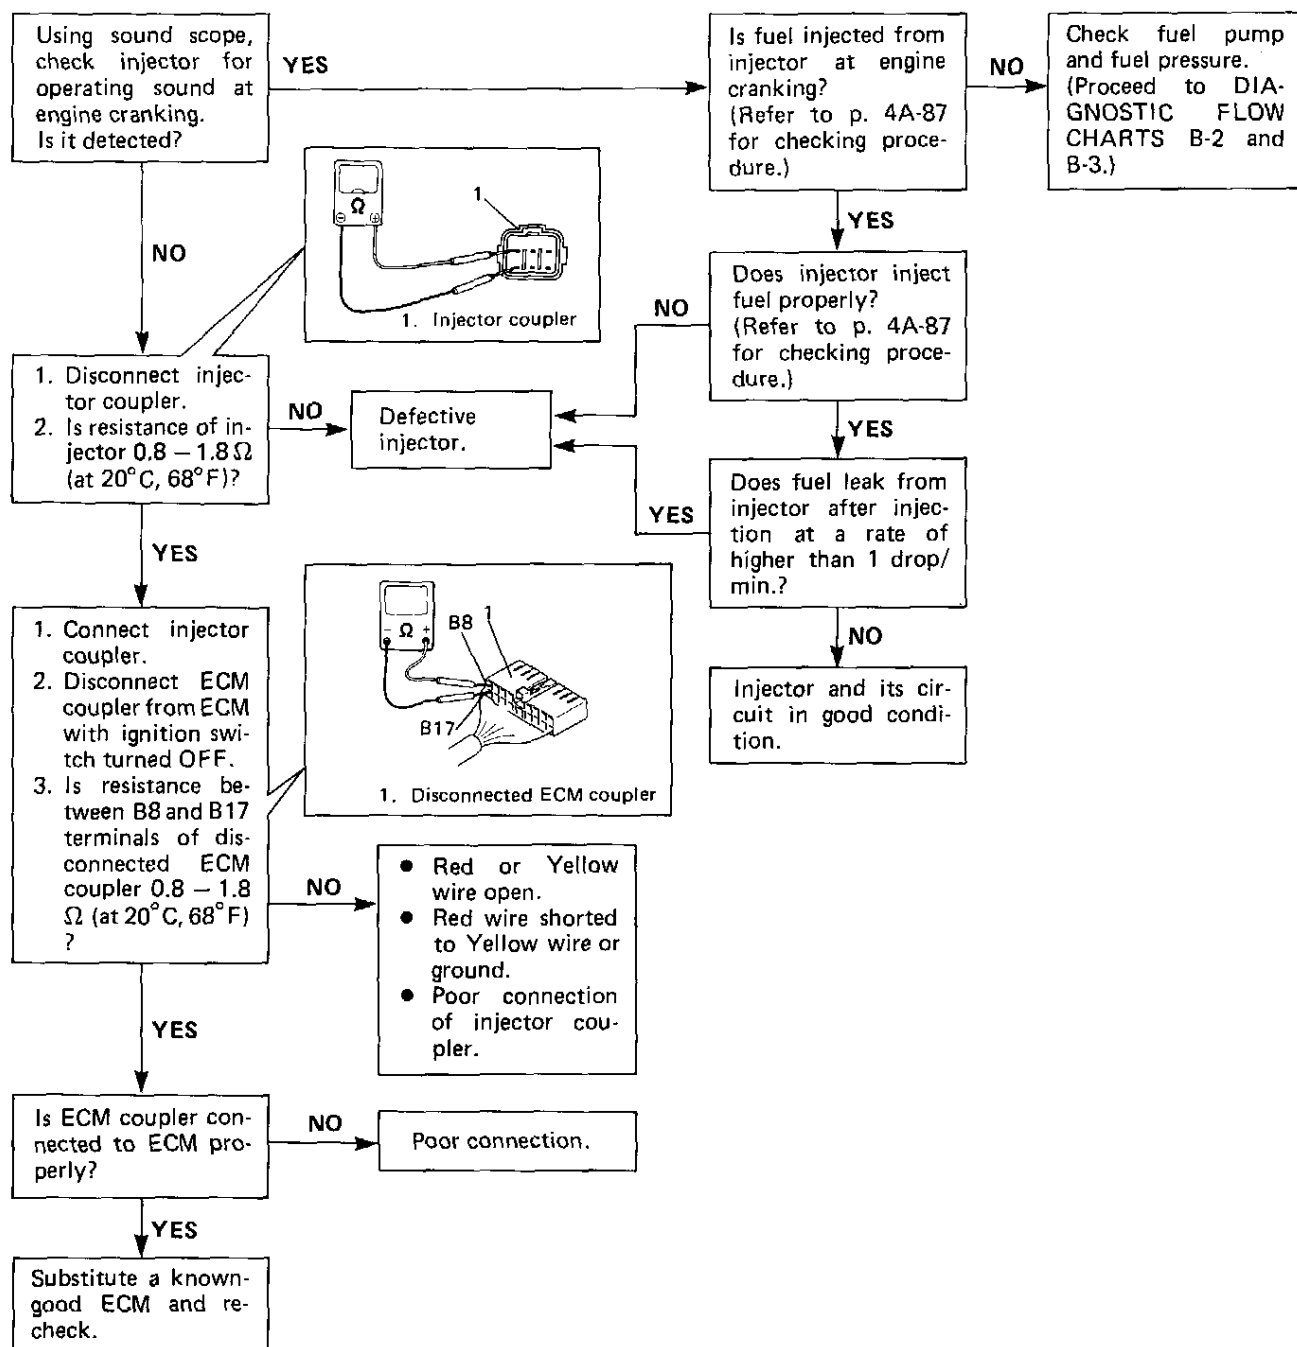 Using sound scope,
check injector for
operating sound at
engine cranking.
Is it detected?
YES
Is fuel injected from
injector at engine
cranking?
(Refer to p. 4A-87
for checking proce-
dure.)
NO
Check fuel pump
and fuel pressure.
(Proceed to DIA-
GNOSTIC FLOW
CHARTS B-2 and
B-3.)
NO
Ω
⊖ ⊕
1
1. Injector coupler
YES
Does injector inject
fuel properly?
(Refer to p. 4A-87
for checking proce-
dure.)
NO
1. Disconnect injec-
tor coupler.
2. Is resistance of in-
jector 0.8 – 1.8 Ω
(at 20°C, 68°F)?
NO
Defective
injector.
YES
Does fuel leak from
injector after injec-
tion at a rate of
higher than 1 drop/
min.?
YES
YES
1. Connect injector
coupler.
2. Disconnect ECM
coupler from ECM
with ignition swi-
tch turned OFF.
3. Is resistance be-
tween B8 and B17
terminals of dis-
connected ECM
coupler 0.8 – 1.8
Ω (at 20°C, 68°F)
?
− Ω +
B8
1
B17
1. Disconnected ECM coupler
NO
Injector and its cir-
cuit in good condi-
tion.
NO
● Red or Yellow
wire open.
● Red wire shorted
to Yellow wire or
ground.
● Poor connection
of injector cou-
pler.
YES
Is ECM coupler con-
nected to ECM pro-
perly?
NO
Poor connection.
YES
Substitute a known-
good ECM and re-
check.